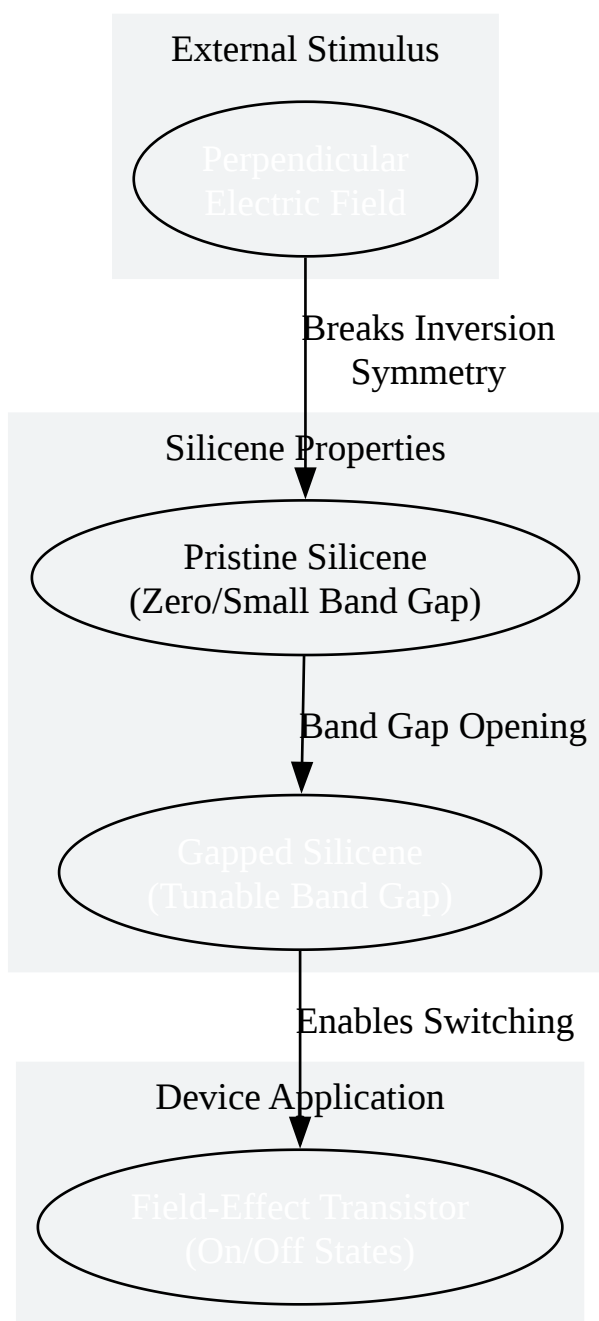 External Stimulus
Perpendicular
Electric Field
Breaks Inversion
Symmetry
Silicene Properties
Pristine Silicene
(Zero/Small Band Gap)
Band Gap Opening
Gapped Silicene
(Tunable Band Gap)
Enables Switching
Device Application
Field-Effect Transistor
(On/Off States)